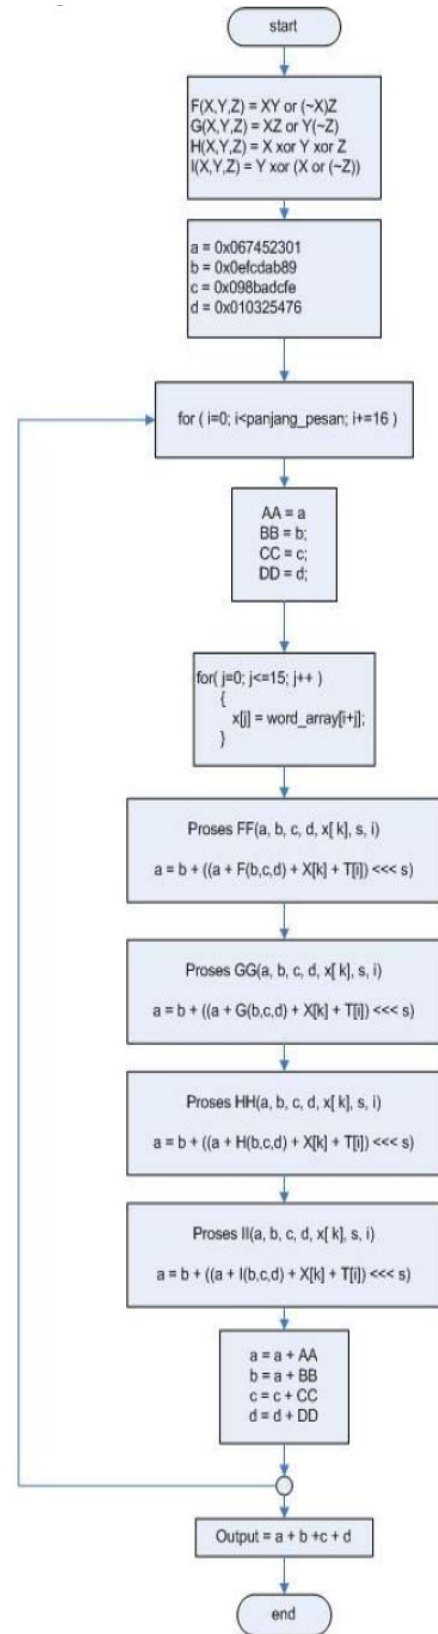 start
F(X,Y,Z) = XY or (~X)Z
G(X,Y,Z) = XZ or Y(~Z)
H(X,Y,Z) = X xor Y xor Z
I(X,Y,Z) = Y xor (X or (~Z))
a = 0x067452301
b = 0x0efcdab89
c = 0x098badcfe
d = 0x010325476
for ( i=0; i<panjang_pesan; i+=16 )
AA = a
BB = b;
CC = c;
DD = d;
for( j=0; j<=15; j++ )
{
x[j] = word_array[i+j];
}
Proses FF(a, b, c, d, x[ k], s, i)
a = b + ((a + F(b,c,d) + X[k] + T[i]) <<< s)
Proses GG(a, b, c, d, x[ k], s, i)
a = b + ((a + G(b,c,d) + X[k] + T[i]) <<< s)
Proses HH(a, b, c, d, x[ k], s, i)
a = b + ((a + H(b,c,d) + X[k] + T[i]) <<< s)
Proses II(a, b, c, d, x[ k], s, i)
a = b + ((a + I(b,c,d) + X[k] + T[i]) <<< s)
a = a + AA
b = a + BB
c = c + CC
d = d + DD
Output = a + b +c + d
end